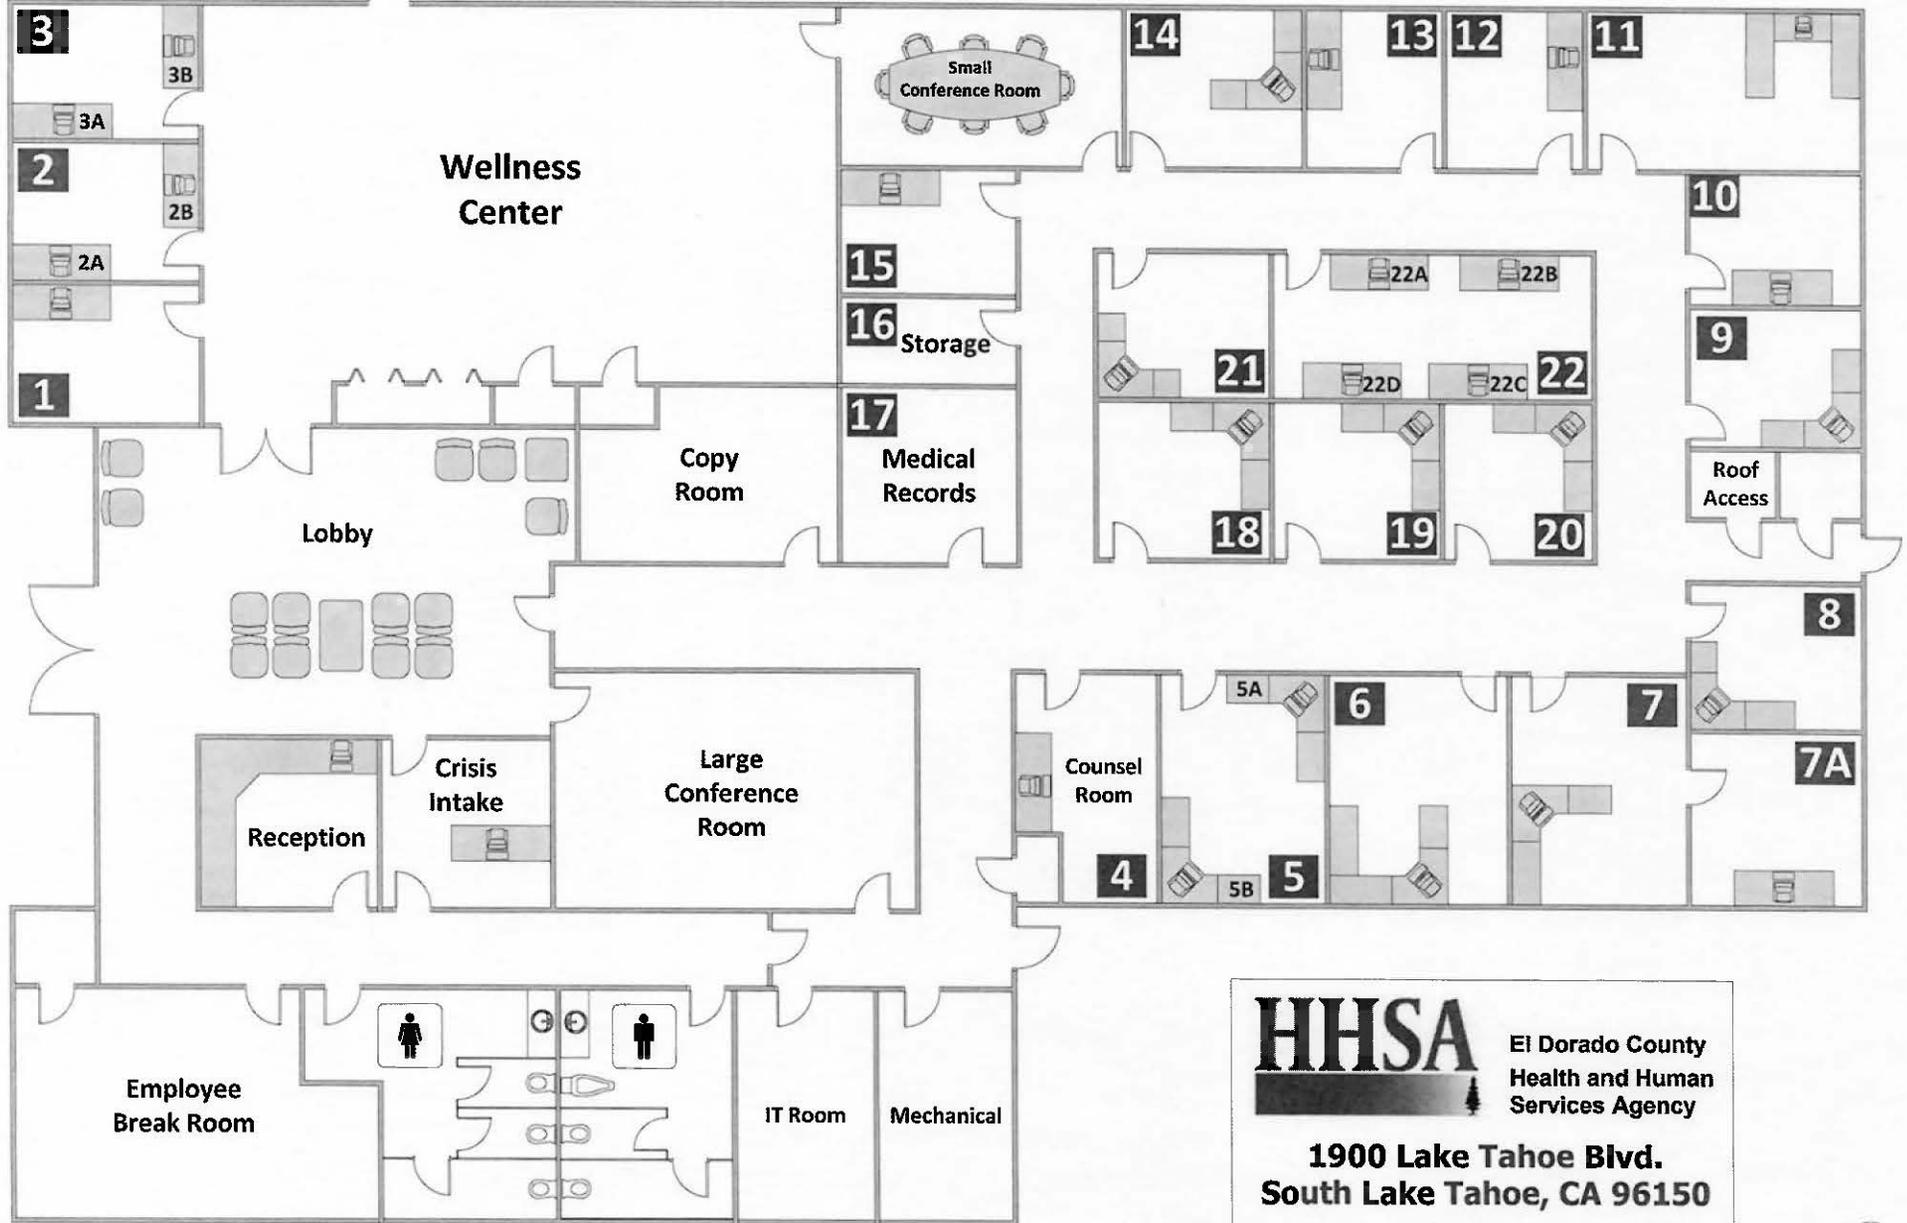 3
3B
3A
2
2B
2A
1
Wellness
Center
Small
Conference Room
14
13
12
11
15
16
Storage
10
21
22A
22B
22D
22C
22
9
17
Medical
Records
Copy
Room
18
19
20
Roof
Access
Lobby
8
Large
Conference
Room
Counsel
Room
4
5A
5B
5
6
7
7A
Crisis
Intake
Reception
Employee
Break Room
IT Room
Mechanical
HHSA
El Dorado County
Health and Human
Services Agency
1900 Lake Tahoe Blvd.
South Lake Tahoe, CA 96150